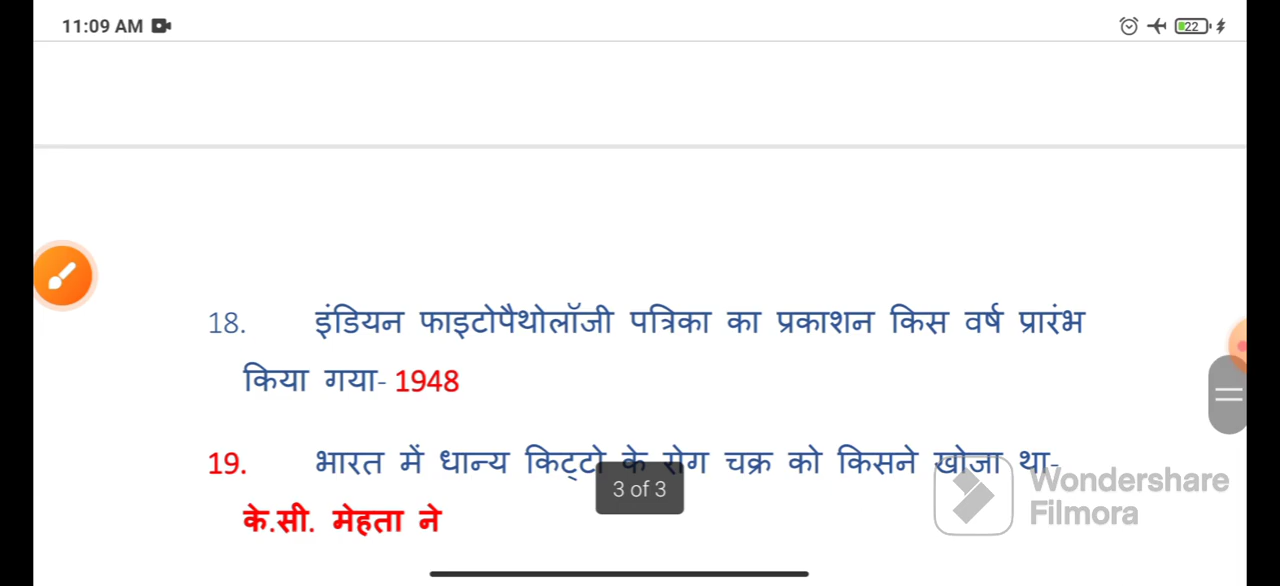 11:09 AM
22
18. इंडियन फाइटोपैथोलॉजी पत्रिका का प्रकाशन किस वर्ष प्रारंभ
किया गया- 1948
19. भारत में धान्य किट्टो के रोग चक्र को किसने खोजा था-
3 of 3
के.सी. मेहता ने
Wondershare
Filmora